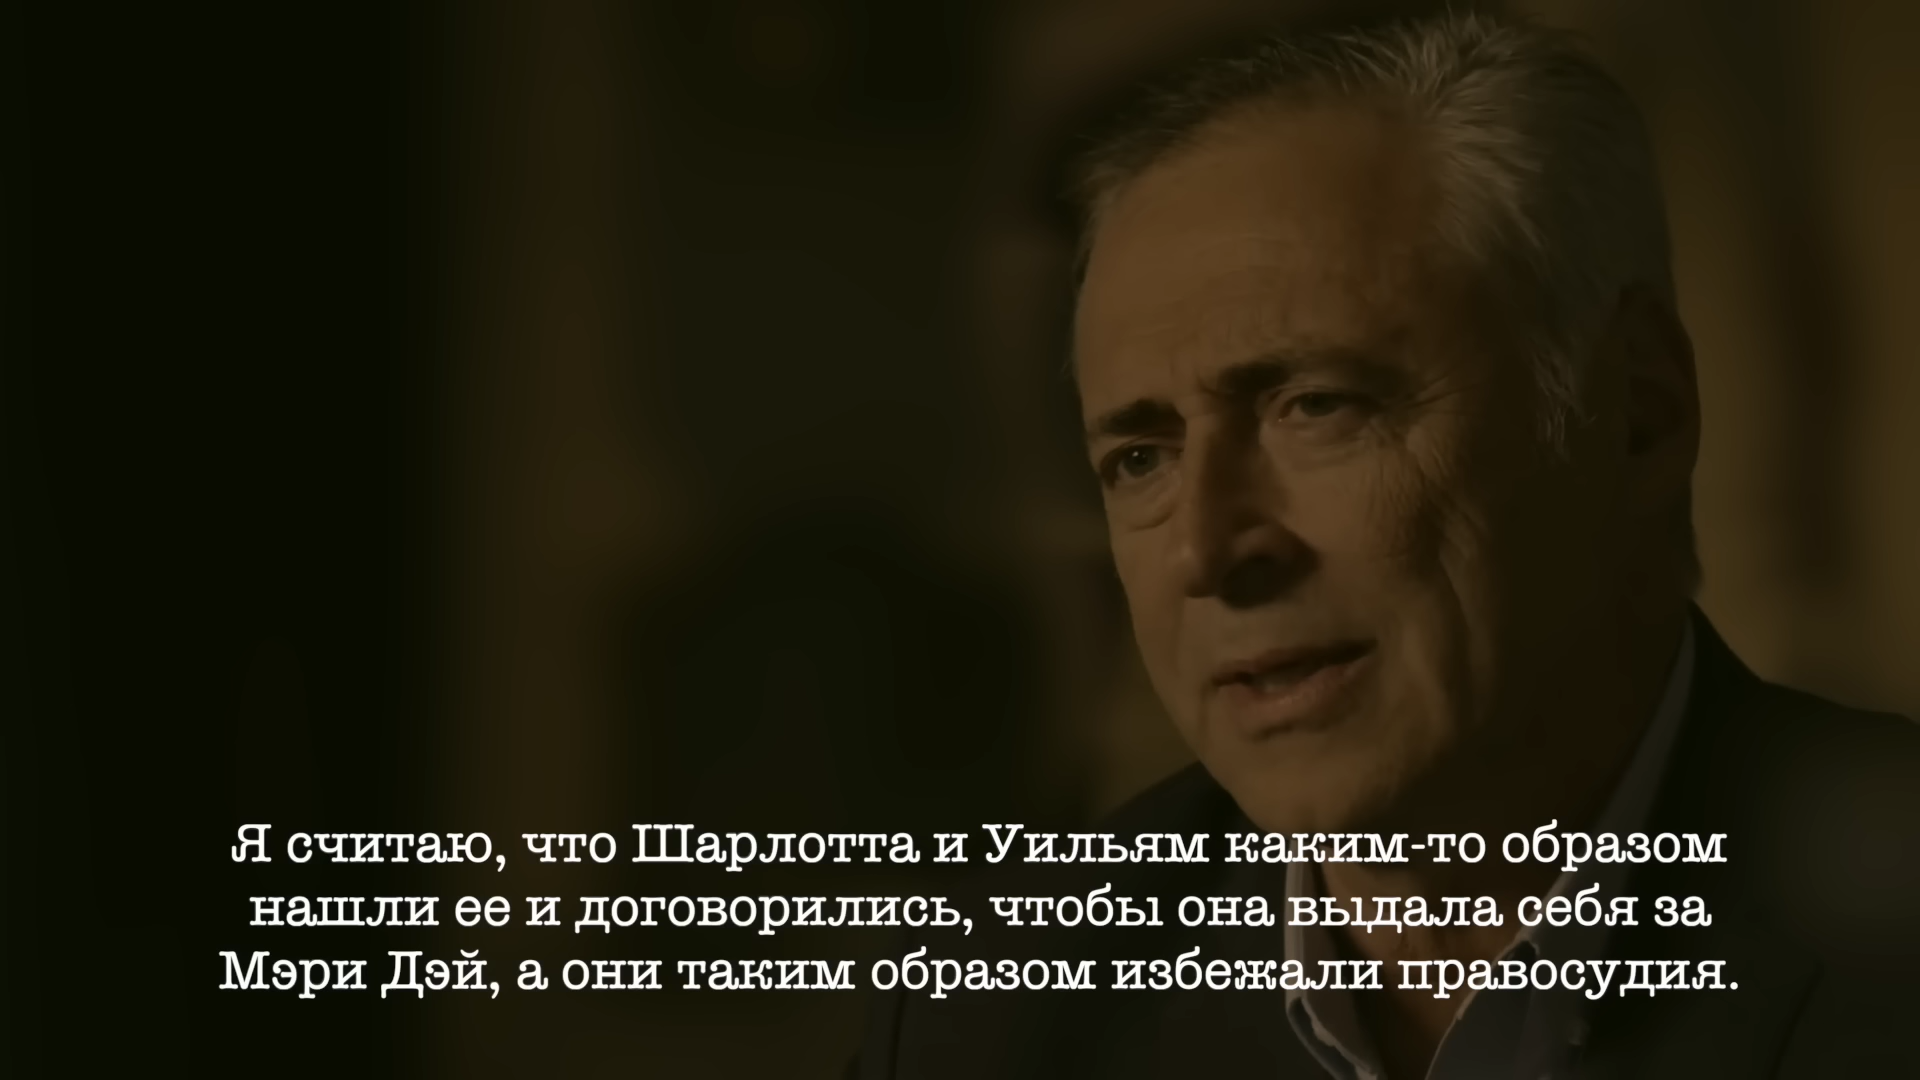 Я считаю, что Шарлотта и Уильям каким-то образом
нашли ее и договорились, чтобы она выдала себя за
Мэри Дэй, а они таким образом избежали правосудия.